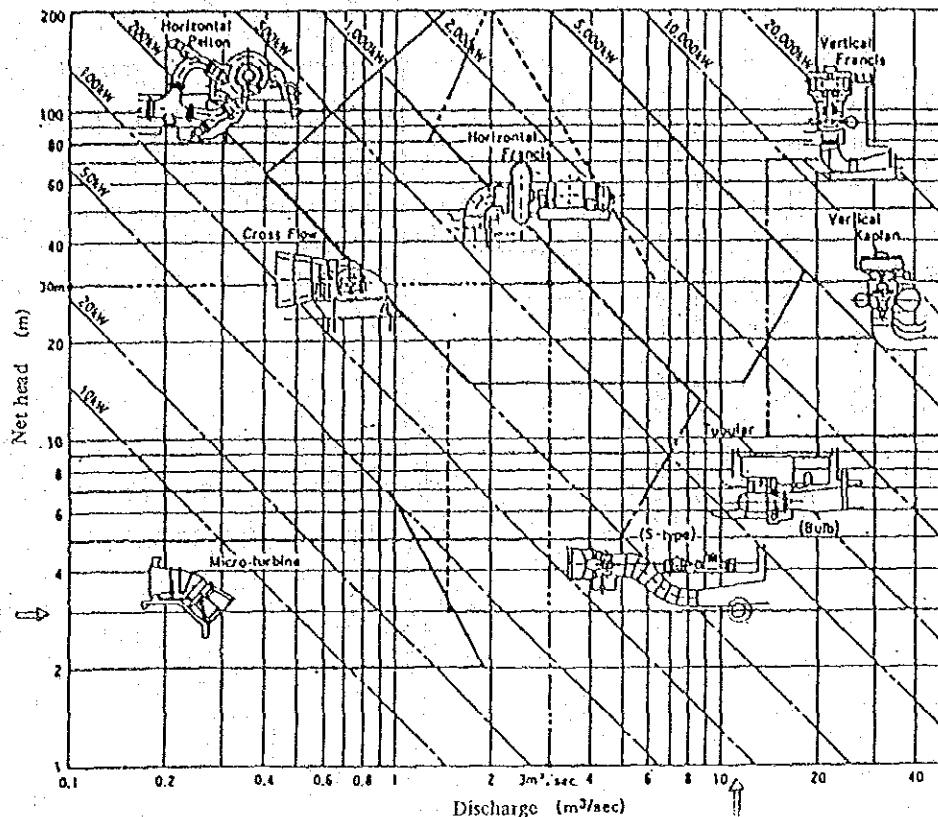 200
100
80
60
40
30m
20
10
8
6
4
2
1
Net head (m)
200kW
500kW
1,000kW
2,000kW
5,000kW
10,000kW
20,000kW
100kW
50kW
20kW
10kW
Horizontal
Pelton
Vertical
Francis
Horizontal
Francis
Cross Flow
Vertical
Kaplan
Tubular
(Bulb)
(S-type)
Micro-turbine
0.1
0.2
0.4
0.6
0.8
1
2
3m³/sec
4
6
8
10
20
40
Discharge (m³/sec)